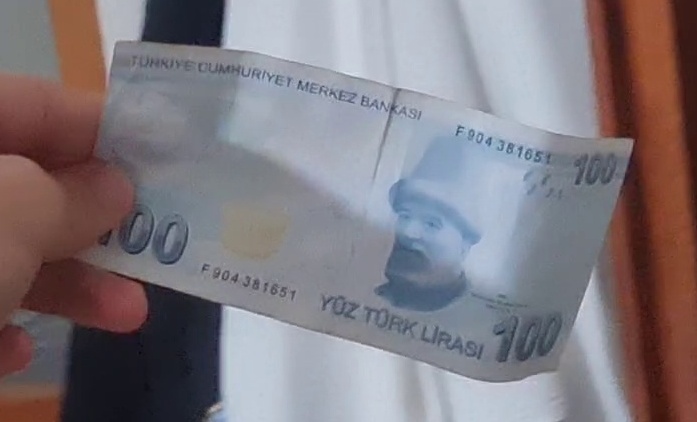 TÜRKİYE CUMHURİYET MERKEZ BANKASI
F904 381651
100
100
F904 381651
YÜZ TÜRK LİRASI
100